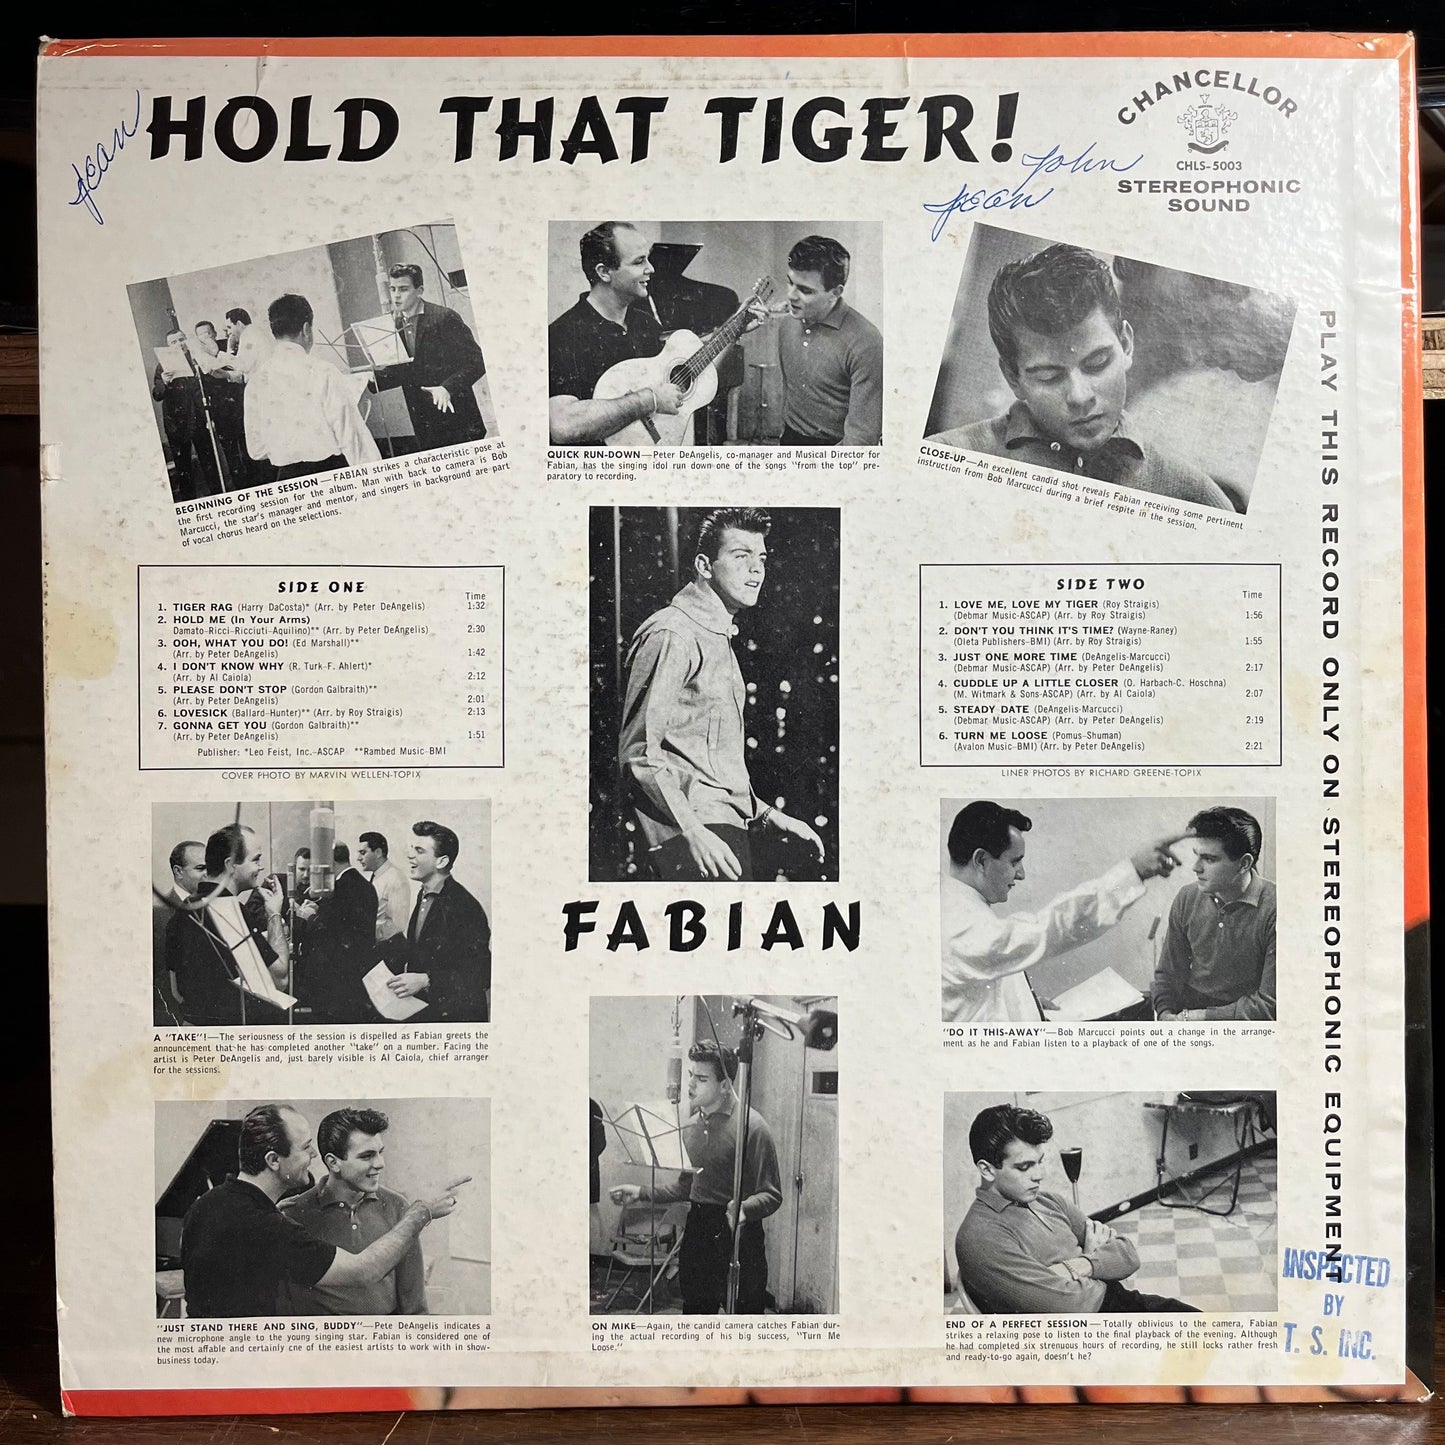 Jean
HOLD THAT TIGER!
John
Jean
CHANCELLOR
CHLS-5003
STEREOPHONIC
SOUND
BEGINNING OF THE SESSION—FABIAN strikes a characteristic pose at
the first recording session for the album. Man with back to camera is Bob
Marcucci, the star's manager and mentor, and singers in background are part
of vocal chorus heard on the selections.
QUICK RUN-DOWN—Peter DeAngelis, co-manager and Musical Director for
Fabian, has the singing idol run down one of the songs "from the top" pre-
paratory to recording.
CLOSE-UP—An excellent candid shot reveals Fabian receiving some pertinent
instruction from Bob Marcucci during a brief respite in the session.
SIDE ONE
Time
1. TIGER RAG (Harry DaCosta)* (Arr. by Peter DeAngelis) 1:32
2. HOLD ME (In Your Arms)
Damato-Ricci-Ricciuti-Aquilino)** (Arr. by Peter DeAngelis) 2:30
3. OOH, WHAT YOU DO! (Ed Marshall)**
(Arr. by Peter DeAngelis) 1:42
4. I DON'T KNOW WHY (R. Turk-F. Ahlert)*
(Arr. by Al Caiola) 2:12
5. PLEASE DON'T STOP (Gordon Galbraith)**
(Arr. by Peter DeAngelis) 2:01
6. LOVESICK (Ballard-Hunter)** (Arr. by Roy Straigis) 2:13
7. GONNA GET YOU (Gordon Galbraith)**
(Arr. by Peter DeAngelis) 1:51
Publisher: *Leo Feist, Inc.-ASCAP **Rambed Music-BMI
COVER PHOTO BY MARVIN WELLEN-TOPIX
SIDE TWO
Time
1. LOVE ME, LOVE MY TIGER (Roy Straigis)
(Debmar Music-ASCAP) (Arr. by Roy Straigis) 1:56
2. DON'T YOU THINK IT'S TIME? (Wayne-Raney)
(Oleta Publishers-BMI) (Arr. by Roy Straigis) 1:55
3. JUST ONE MORE TIME (DeAngelis-Marcucci)
(Debmar Music-ASCAP) (Arr. by Peter DeAngelis) 2:17
4. CUDDLE UP A LITTLE CLOSER (O. Harbach-C. Hoschna)
(M. Witmark & Sons-ASCAP) (Arr. by Al Caiola) 2:07
5. STEADY DATE (DeAngelis-Marcucci)
(Debmar Music-ASCAP) (Arr. by Peter DeAngelis) 2:19
6. TURN ME LOOSE (Pomus-Shuman)
(Avalon Music-BMI) (Arr. by Peter DeAngelis) 2:21
LINER PHOTOS BY RICHARD GREENE-TOPIX
FABIAN
A "TAKE"!—The seriousness of the session is dispelled as Fabian greets the
announcement that he has completed another "take" on a number. Facing the
artist is Peter DeAngelis and, just barely visible is Al Caiola, chief arranger
for the sessions.
"DO IT THIS-AWAY"—Bob Marcucci points out a change in the arrange-
ment as he and Fabian listen to a playback of one of the songs.
"JUST STAND THERE AND SING, BUDDY"—Pete DeAngelis indicates a
new microphone angle to the young singing star. Fabian is considered one of
the most affable and certainly one of the easiest artists to work with in show-
business today.
ON MIKE—Again, the candid camera catches Fabian dur-
ing the actual recording of his big success, "Turn Me
Loose."
END OF A PERFECT SESSION—Totally oblivious to the camera, Fabian
strikes a relaxing pose to listen to the final playback of the evening. Although
he had completed six strenuous hours of recording, he still locks rather fresh
and ready-to-go again, doesn't he?
PLAY THIS RECORD ONLY ON STEREOPHONIC EQUIPMENT
INSPECTED
BY
T. S. INC.